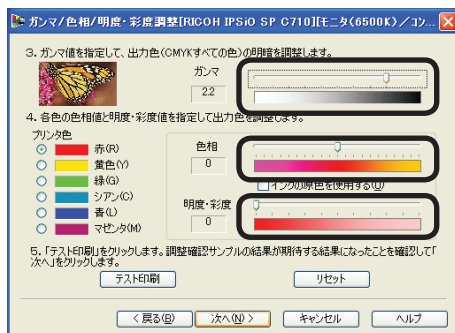 ガンマ/色相/明度・彩度調整[RICOH IPSiO SP C710][モニタ(6500K)／コン...
3. ガンマ値を指定して、出力色(CMYKすべての色)の明暗を調整します。
ガンマ
2.2
4. 各色の色相値と明度・彩度値を指定して出力色を調整します。
プリンタ色
赤(R)
黄色(Y)
緑(G)
シアン(C)
青(L)
マゼンタ(M)
色相
0
インクの原色を使用する(U)
明度・彩度
0
5. 「テスト印刷」をクリックします。調整確認サンプルの結果が期待する結果になったことを確認して「
次へ」をクリックします。
テスト印刷
リセット
< 戻る(B)
次へ(N) >
キャンセル
ヘルプ